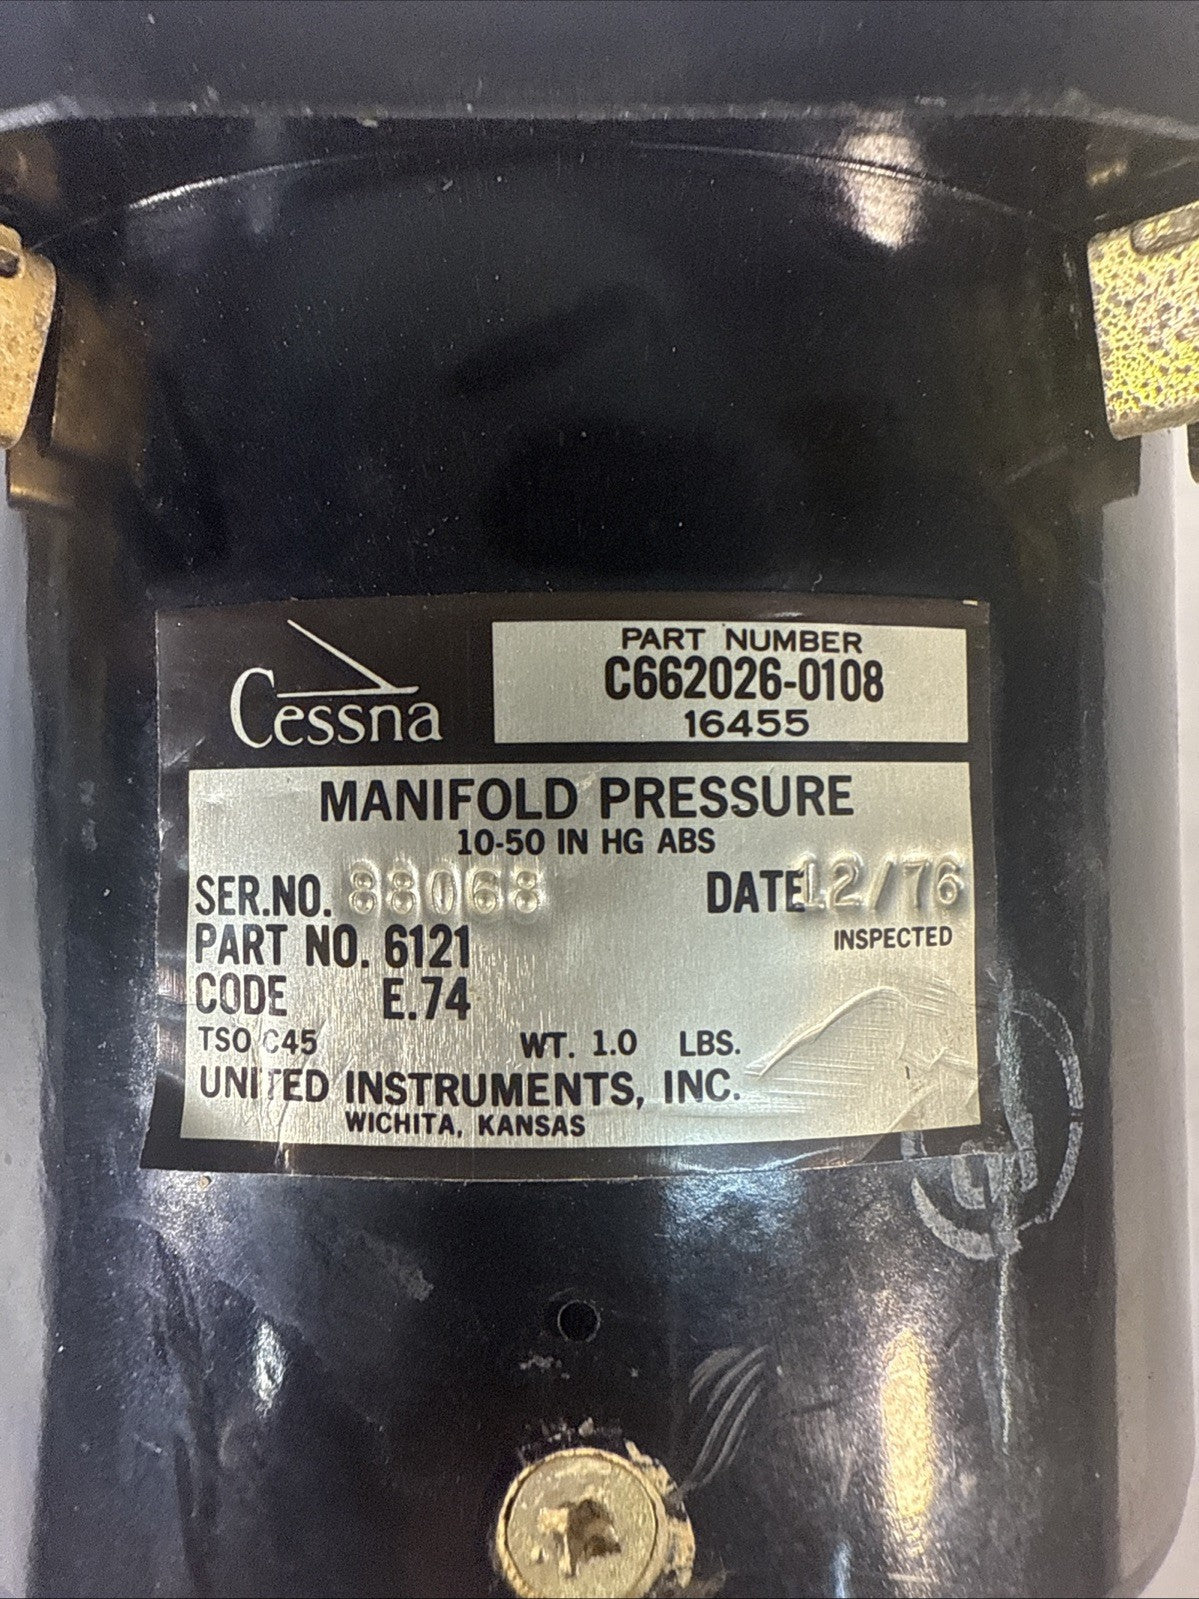 Cessna
PART NUMBER
C662026-0108
16455
MANIFOLD PRESSURE
10-50 IN HG ABS
SER.NO. 88068
DATE 12/76
PART NO. 6121
INSPECTED
CODE E.74
TSO C45 WT. 1.0 LBS.
UNITED INSTRUMENTS, INC.
WICHITA, KANSAS